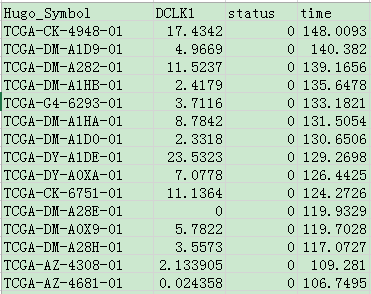 Hugo_Symbol DCLK1 status time
TCGA-CK-4948-01 17.4342 0 148.0093
TCGA-DM-A1D9-01 4.9669 0 140.382
TCGA-DM-A282-01 11.5237 0 139.1656
TCGA-DM-A1HB-01 2.4179 0 135.6478
TCGA-G4-6293-01 3.7116 0 133.1821
TCGA-DM-A1HA-01 8.7842 0 131.5054
TCGA-DM-A1D0-01 2.3318 0 130.6506
TCGA-DY-A1DE-01 23.5323 0 129.2698
TCGA-DY-A0XA-01 7.0778 0 126.4425
TCGA-CK-6751-01 11.1364 0 124.2726
TCGA-DM-A28E-01 0 0 119.9329
TCGA-DM-A0X9-01 5.7822 0 119.7028
TCGA-DM-A28H-01 3.5573 0 117.0727
TCGA-AZ-4308-01 2.133905 0 109.281
TCGA-AZ-4681-01 0.024358 0 106.7495